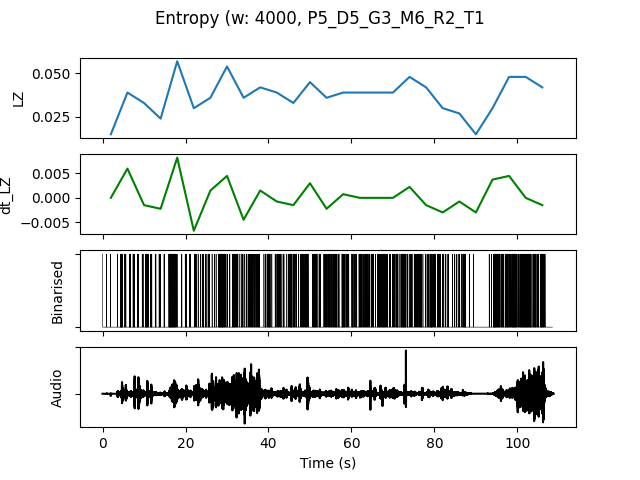 Entropy (w: 4000, P5_D5_G3_M6_R2_T1
0.050
0.025
LZ
0.005
0.000
−0.005
dt_LZ
Binarised
Audio
0 20 40 60 80 100
Time (s)